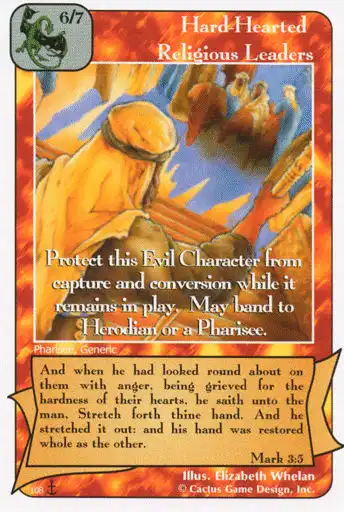 6/7
Hard-Hearted
Religious Leaders
Protect this Evil Character from
capture and conversion while it
remains in play. May band to
Herodian or a Pharisee.
Pharisee, Generic
And when he had looked round about on
them with anger, being grieved for the
hardness of their hearts, he saith unto the
man, Stretch forth thine hand. And he
stretched it out: and his hand was restored
whole as the other.
Mark 3:5
Illus. Elizabeth Whelan
108
© Cactus Game Design, Inc.